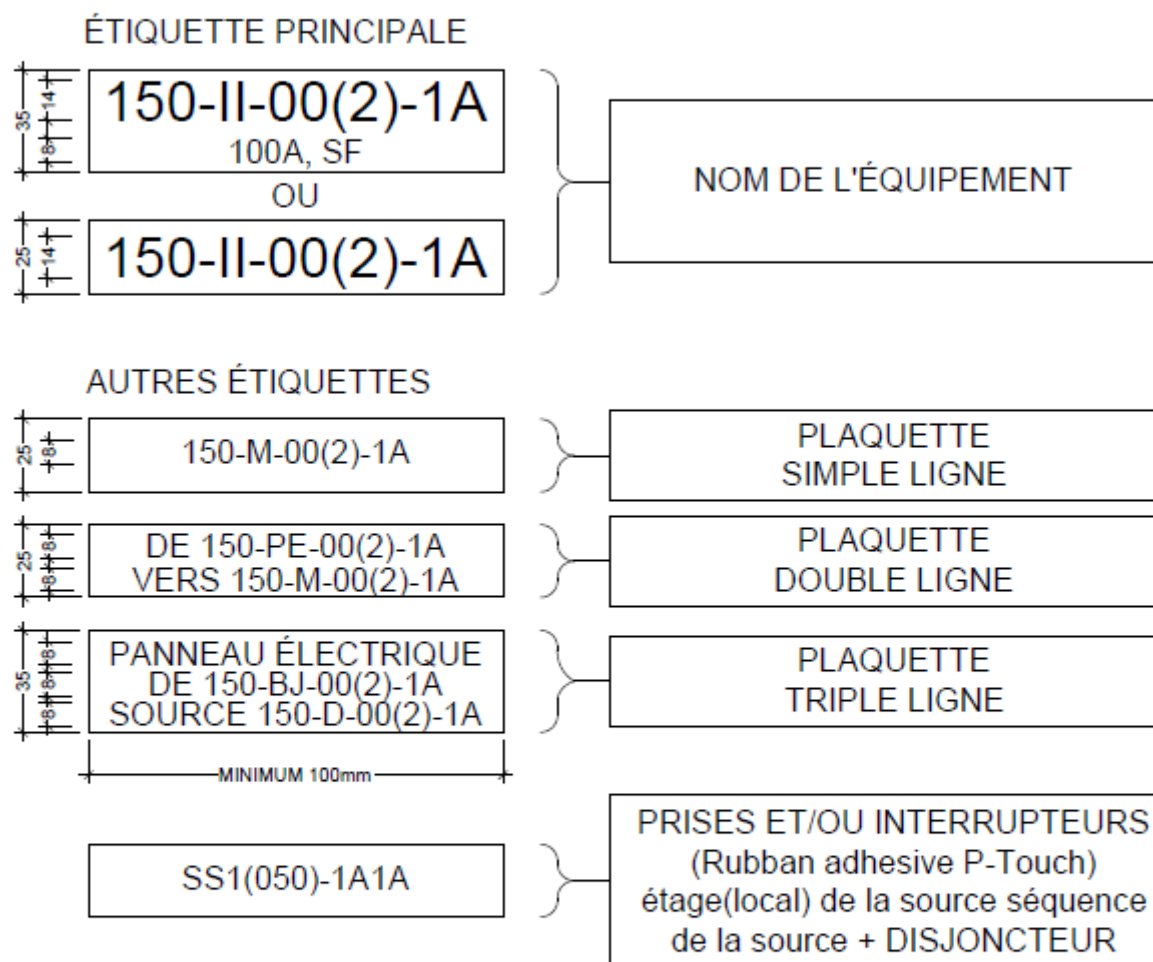 ÉTIQUETTE PRINCIPALE
35
14
8
150-II-00(2)-1A
100A, SF
OU
25
14
150-II-00(2)-1A
NOM DE L'ÉQUIPEMENT
AUTRES ÉTIQUETTES
25
8
150-M-00(2)-1A
PLAQUETTE
SIMPLE LIGNE
25
8
8
DE 150-PE-00(2)-1A
VERS 150-M-00(2)-1A
PLAQUETTE
DOUBLE LIGNE
35
8
8
8
PANNEAU ÉLECTRIQUE
DE 150-BJ-00(2)-1A
SOURCE 150-D-00(2)-1A
PLAQUETTE
TRIPLE LIGNE
MINIMUM 100mm
SS1(050)-1A1A
PRISES ET/OU INTERRUPTEURS
(Rubban adhesive P-Touch)
étage(local) de la source séquence
de la source + DISJONCTEUR